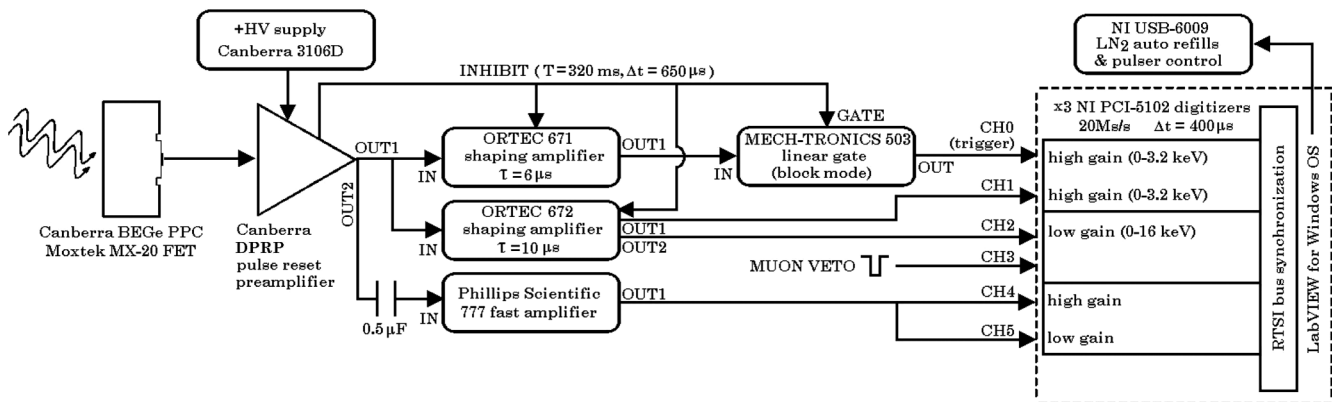 +HV supply
Canberra 3106D
INHIBIT ( T=320 ms, Δt = 650 μs )
NI USB-6009
LN2 auto refills
& pulser control
Canberra BEGe PPC
Moxtek MX-20 FET
Canberra
DPRP
pulse reset
preamplifier
OUT1
OUT2
0.5 μF
IN
ORTEC 671
shaping amplifier
τ = 6 μs
OUT1
IN
ORTEC 672
shaping amplifier
τ = 10 μs
OUT1
OUT2
IN
Phillips Scientific
777 fast amplifier
OUT1
GATE
IN
MECH-TRONICS 503
linear gate
(block mode)
OUT
MUON VETO
CH0
(trigger)
CH1
CH2
CH3
CH4
CH5
x3 NI PCI-5102 digitizers
20Ms/s Δt = 400 μs
high gain (0-3.2 keV)
high gain (0-3.2 keV)
low gain (0-16 keV)
high gain
low gain
RTSI bus synchronization
LabVIEW for Windows OS